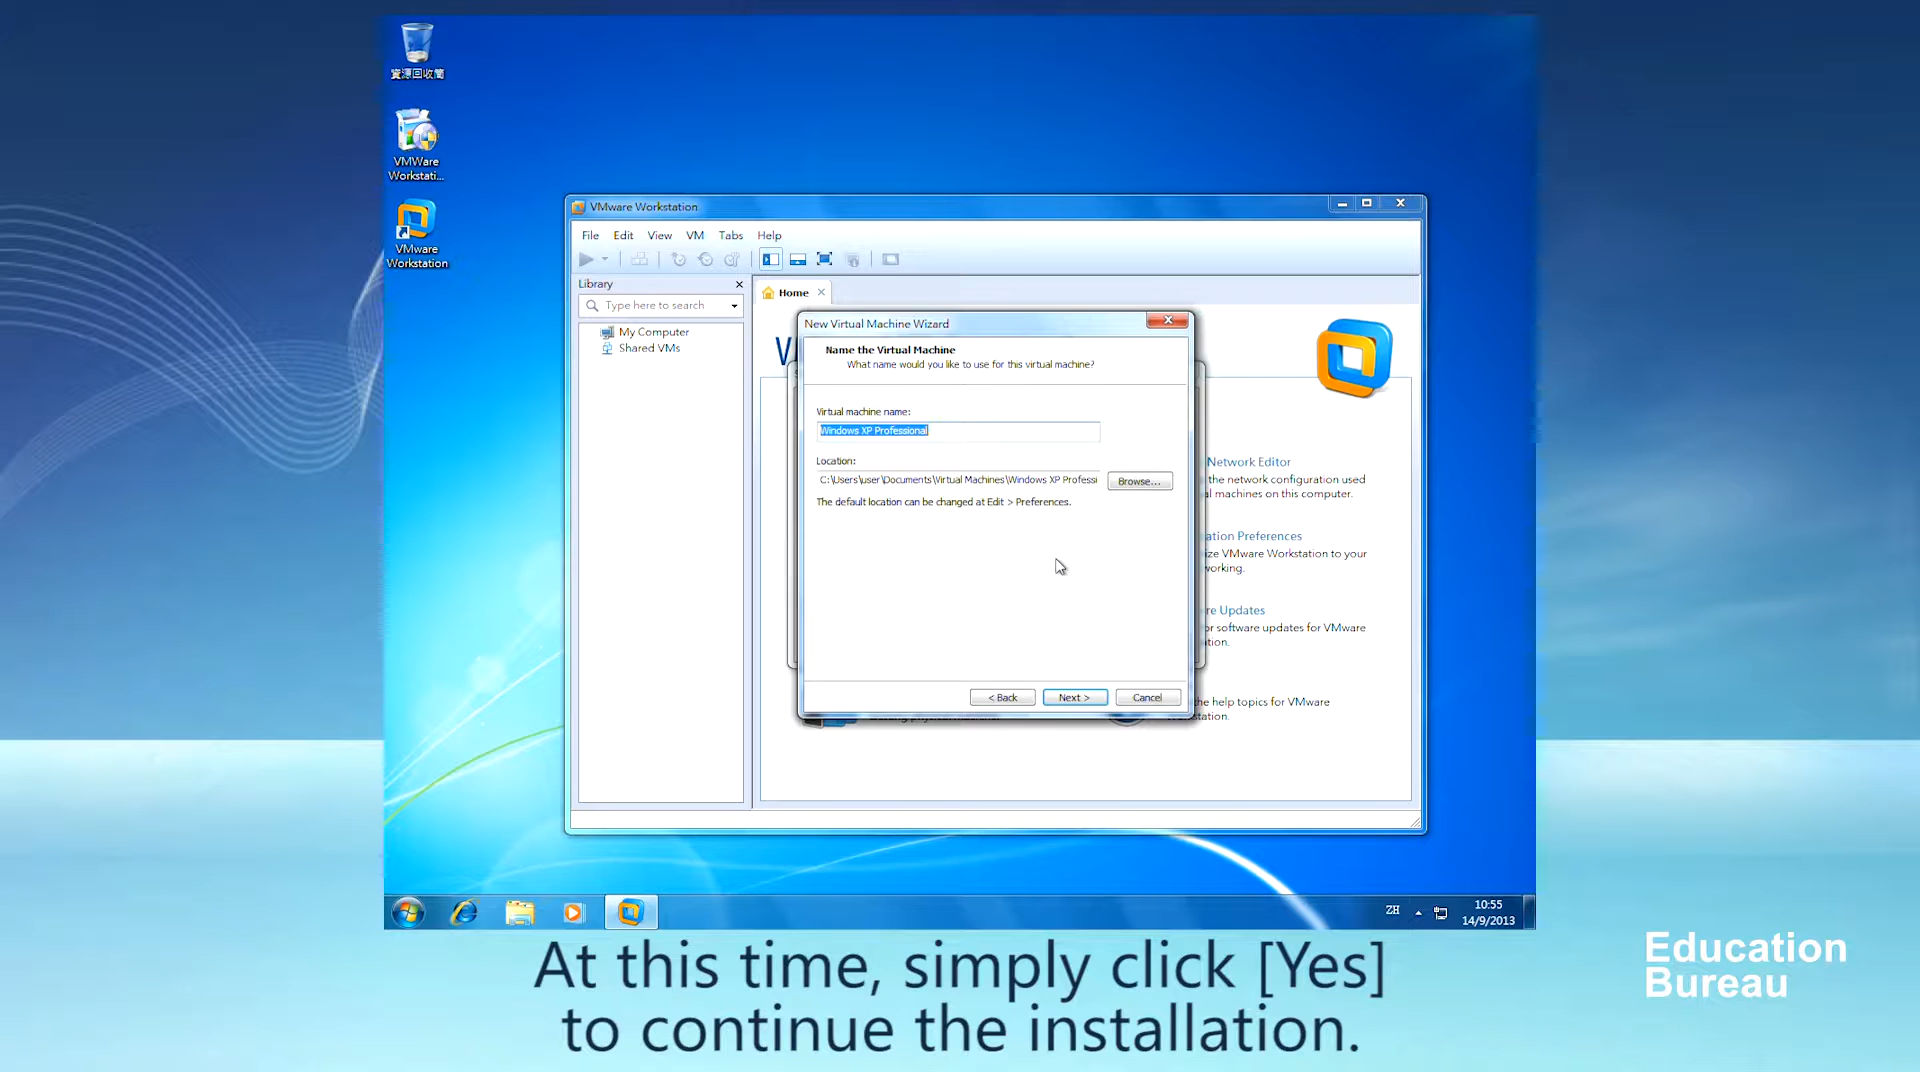 資源回收筒
VMWare
Workstati...
VMware
Workstation
VMware Workstation
File Edit View VM Tabs Help
Library
Type here to search
My Computer
Shared VMs
Home
New Virtual Machine Wizard
Name the Virtual Machine
What name would you like to use for this virtual machine?
Virtual machine name:
Windows XP Professional
Location:
C:\Users\user\Documents\Virtual Machines\Windows XP Professi
Browse...
The default location can be changed at Edit > Preferences.
< Back Next > Cancel
V
Network Editor
the network configuration used
al machines on this computer.
ation Preferences
ize VMware Workstation to your
working.
re Updates
or software updates for VMware
tion.
he help topics for VMware
station.
ZH
10:55
14/9/2013
At this time, simply click [Yes]
to continue the installation.
Education
Bureau